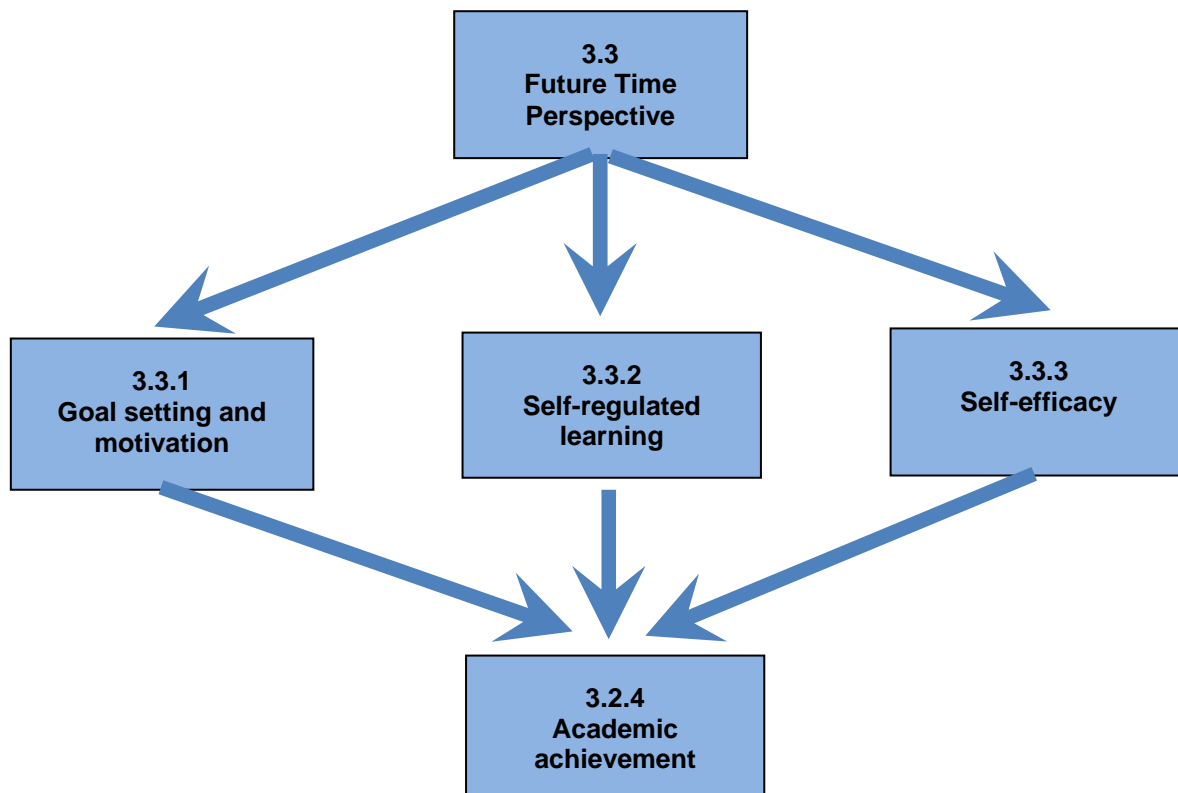 3.3
Future Time
Perspective
3.3.1
Goal setting and
motivation
3.3.2
Self-regulated
learning
3.3.3
Self-efficacy
3.2.4
Academic
achievement